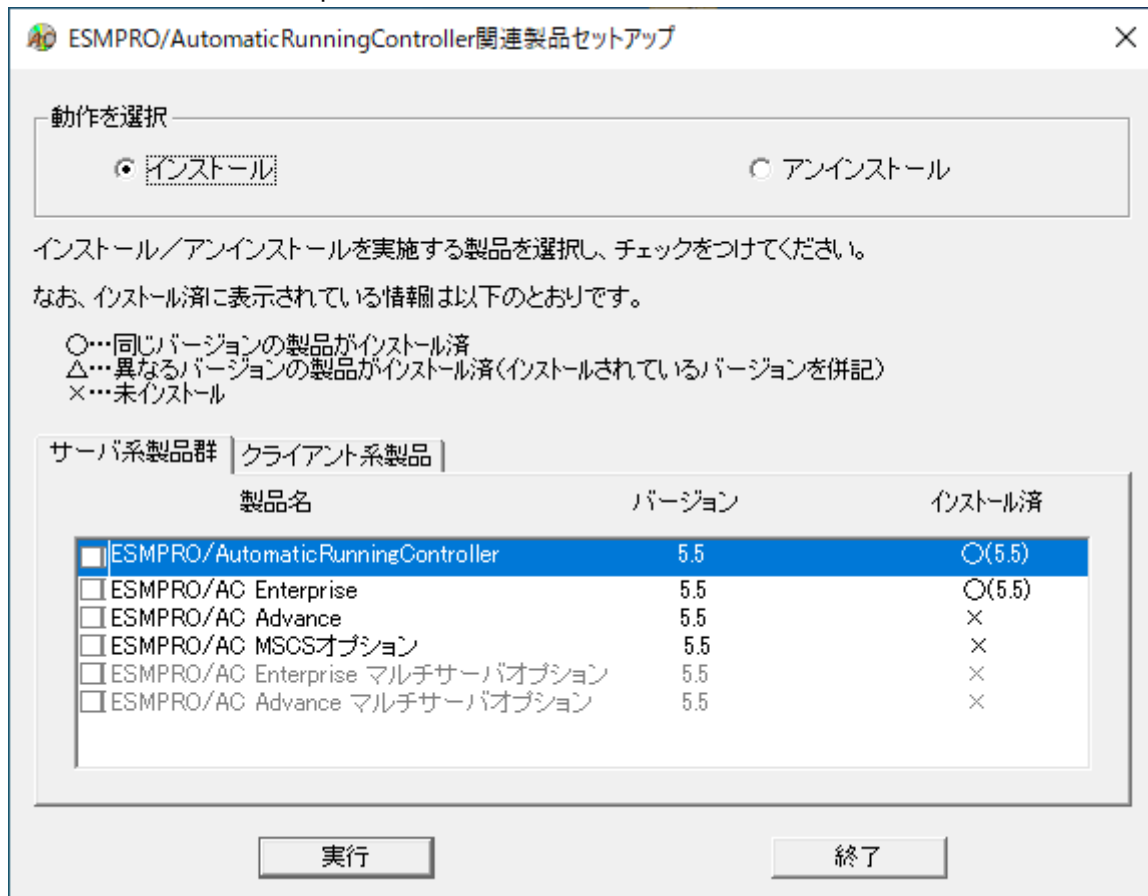 ESMPRO/AutomaticRunningController関連製品セットアップ
動作を選択
インストール
アンインストール
インストール／アンインストールを実施する製品を選択し、チェックをつけてください。
なお、インストール済に表示されている情報は以下のとおりです。
○…同じバージョンの製品がインストール済
△…異なるバージョンの製品がインストール済(インストールされているバージョンを併記)
×…未インストール
サーバ系製品群 クライアント系製品
製品名 バージョン インストール済
ESMPRO/AutomaticRunningController 5.5 ○(5.5)
ESMPRO/AC Enterprise 5.5 ○(5.5)
ESMPRO/AC Advance 5.5 ×
ESMPRO/AC MSCSオプション 5.5 ×
ESMPRO/AC Enterprise マルチサーバオプション 5.5 ×
ESMPRO/AC Advance マルチサーバオプション 5.5 ×
実行 終了